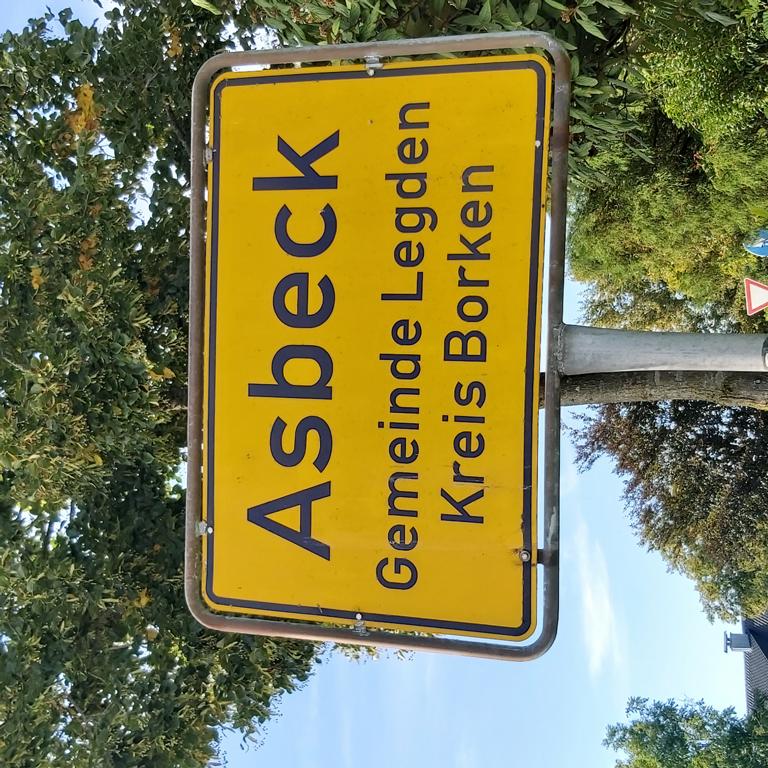 Asbeck
Gemeinde Legden
Kreis Borken